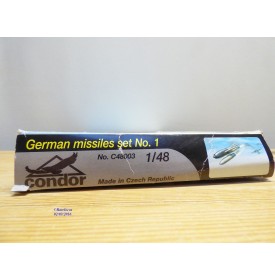 German missiles set No. 1
No. C48003 1/48
condor
Made in Czech Republic